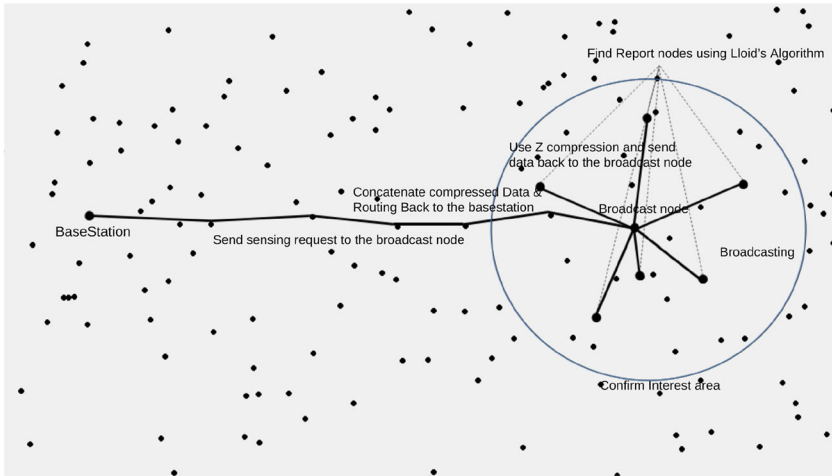 Find Report nodes using Lloid's Algorithm
Use Z compression and send
data back to the broadcast node
Concatenate compressed Data &
Routing Back to the basestation
Broadcast node
BaseStation
Send sensing request to the broadcast node
Broadcasting
Confirm Interest area